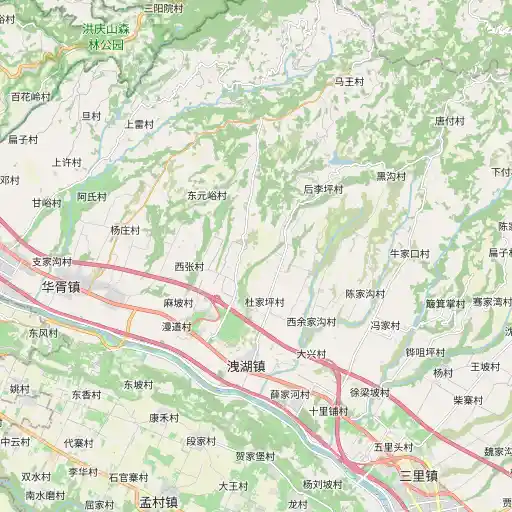 三阳院村
洪庆山森
林公园
马王村
百花岭村
旦村
上雷村
唐付村
扁子村
上许村
黑沟村
下付村
邓村
后李坪村
阿氏村
东元峪村
甘峪村
杨庄村
牛家口村
支家沟村
西张村
华胥镇
陈家沟村
麻坡村
杜家坪村
簸箕掌村
骞家湾村
漫道村
西余家沟村
冯家村
东风村
大兴村
铧咀坪村
洩湖镇
王坡村
杨村
姚村
东坡村
东香村
薛家河村
徐梁坡村
柴寨村
十里铺村
康禾村
中云村
代寨村
段家村
五里头村
魏家沟
贺家堡村
李华村
双水村
石官寨村
三里镇
大王村
杨刘坡村
南水磨村
屈家村
孟村镇
龙村